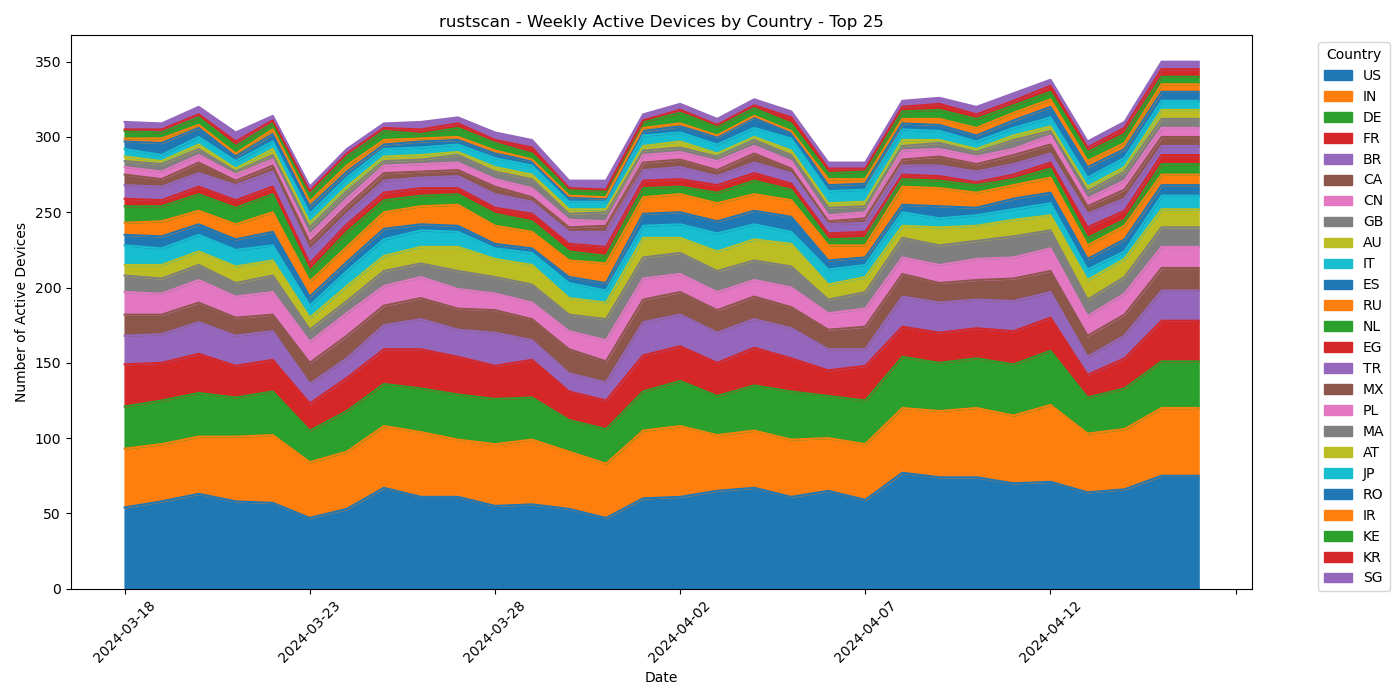 rustscan - Weekly Active Devices by Country - Top 25
350
300
250
200
150
100
50
0
Number of Active Devices
2024-03-18
2024-03-23
2024-03-28
2024-04-02
2024-04-07
2024-04-12
Date
Country
US
IN
DE
FR
BR
CA
CN
GB
AU
IT
ES
RU
NL
EG
TR
MX
PL
MA
AT
JP
RO
IR
KE
KR
SG